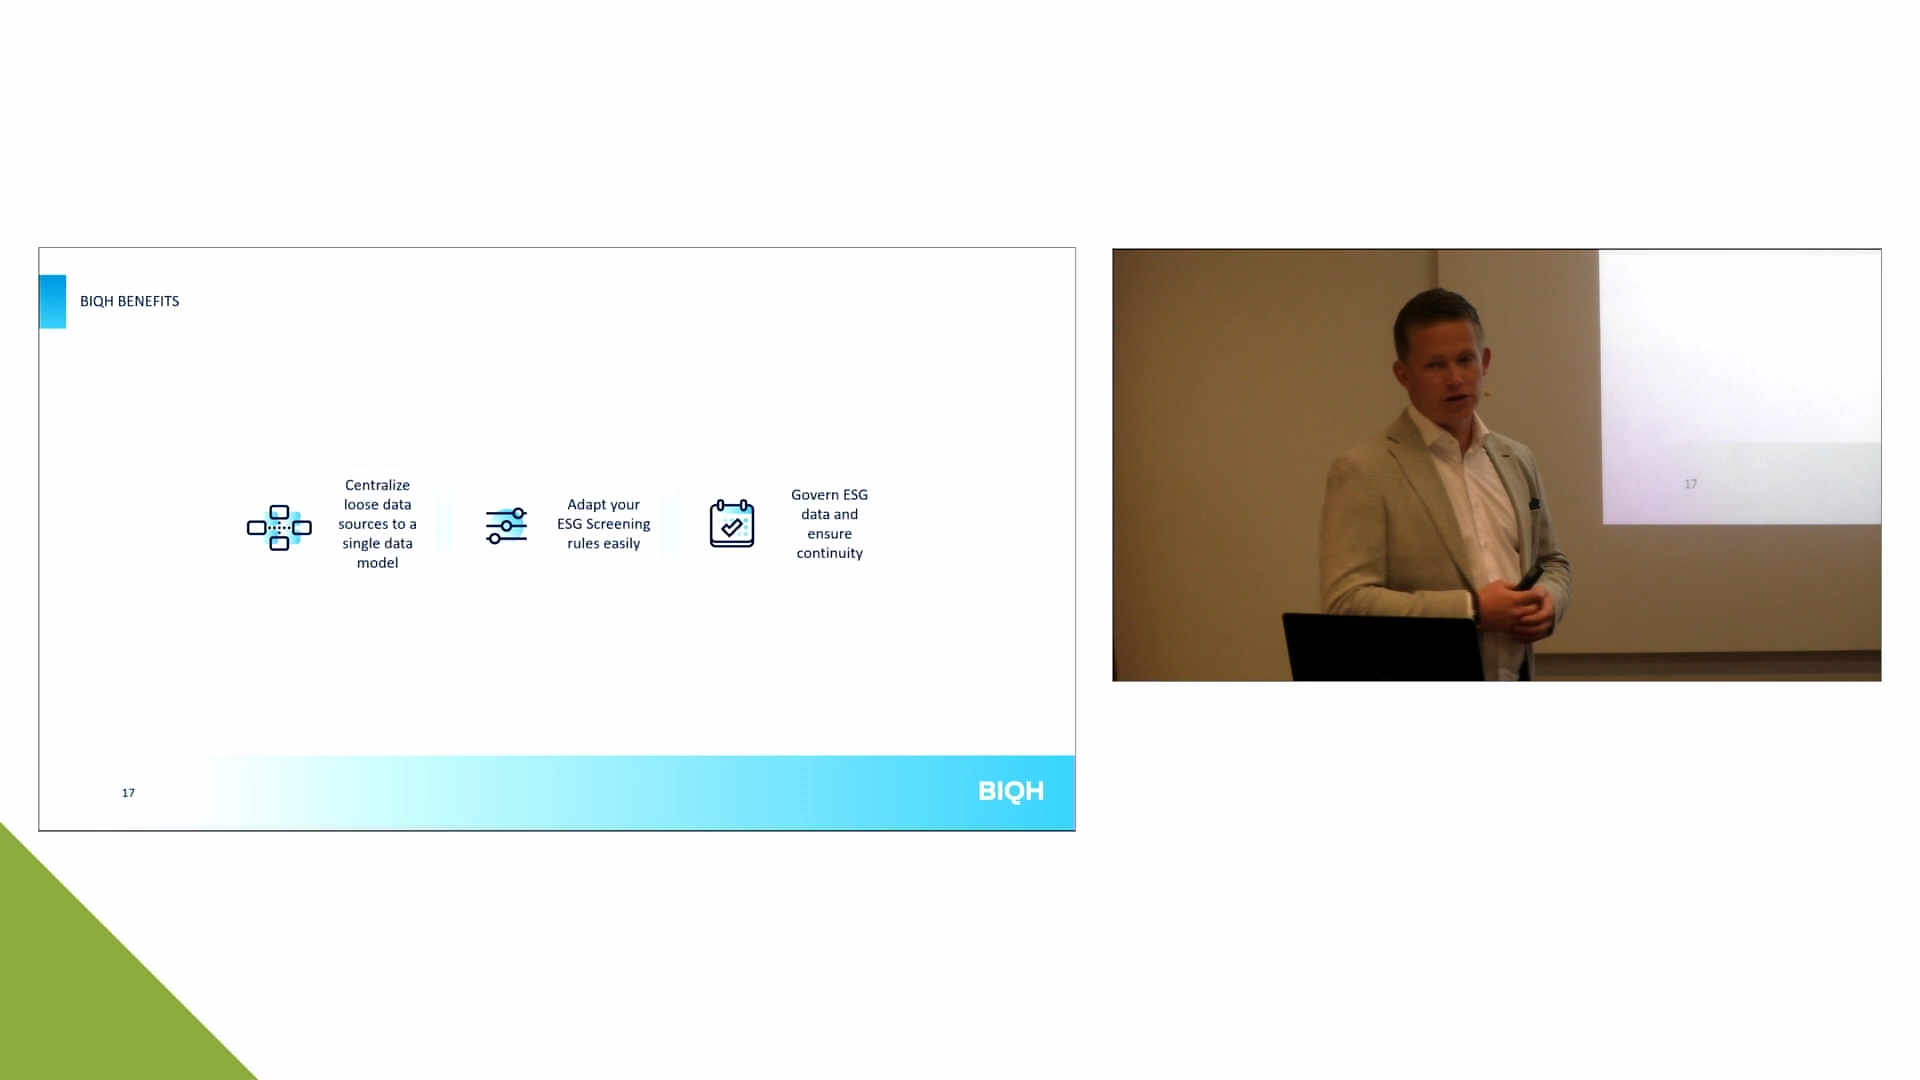 BIQH BENEFITS
Centralize
loose data
sources to a
single data
model
Adapt your
ESG Screening
rules easily
Govern ESG
data and
ensure
continuity
17
BIQH
17